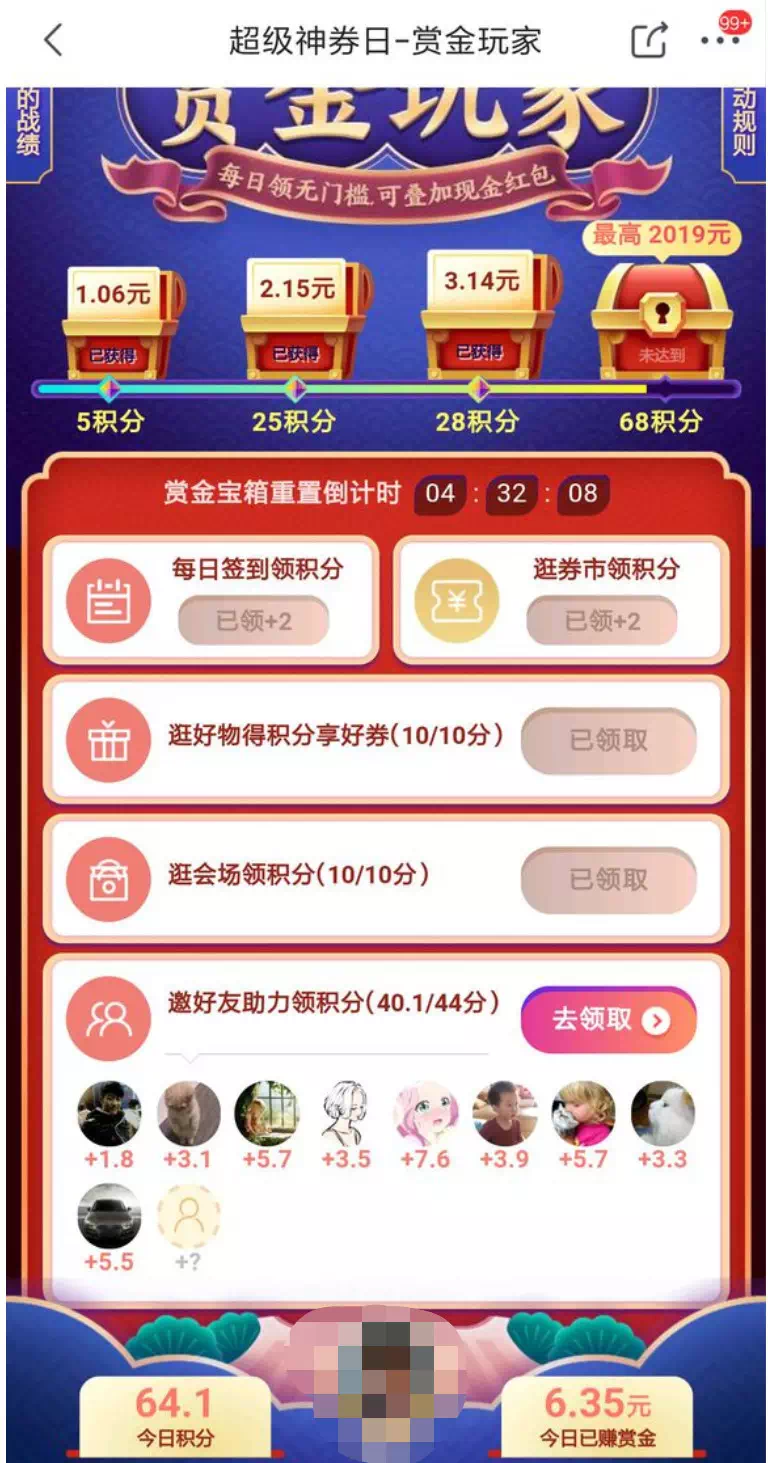 超级神券日-赏金玩家
99+
的战绩
赏金玩家
动规则
每日领无门槛,可叠加现金红包
最高 2019元
1.06元
2.15元
3.14元
已获得
已获得
已获得
未达到
5积分
25积分
28积分
68积分
赏金宝箱重置倒计时 04 : 32 : 08
每日签到领积分
已领+2
逛券市领积分
已领+2
逛好物得积分享好券(10/10分)
已领取
逛会场领积分(10/10分)
已领取
邀好友助力领积分(40.1/44分)
去领取
+1.8
+3.1
+5.7
+3.5
+7.6
+3.9
+5.7
+3.3
+5.5
+?
64.1
今日积分
6.35元
今日已赚赏金